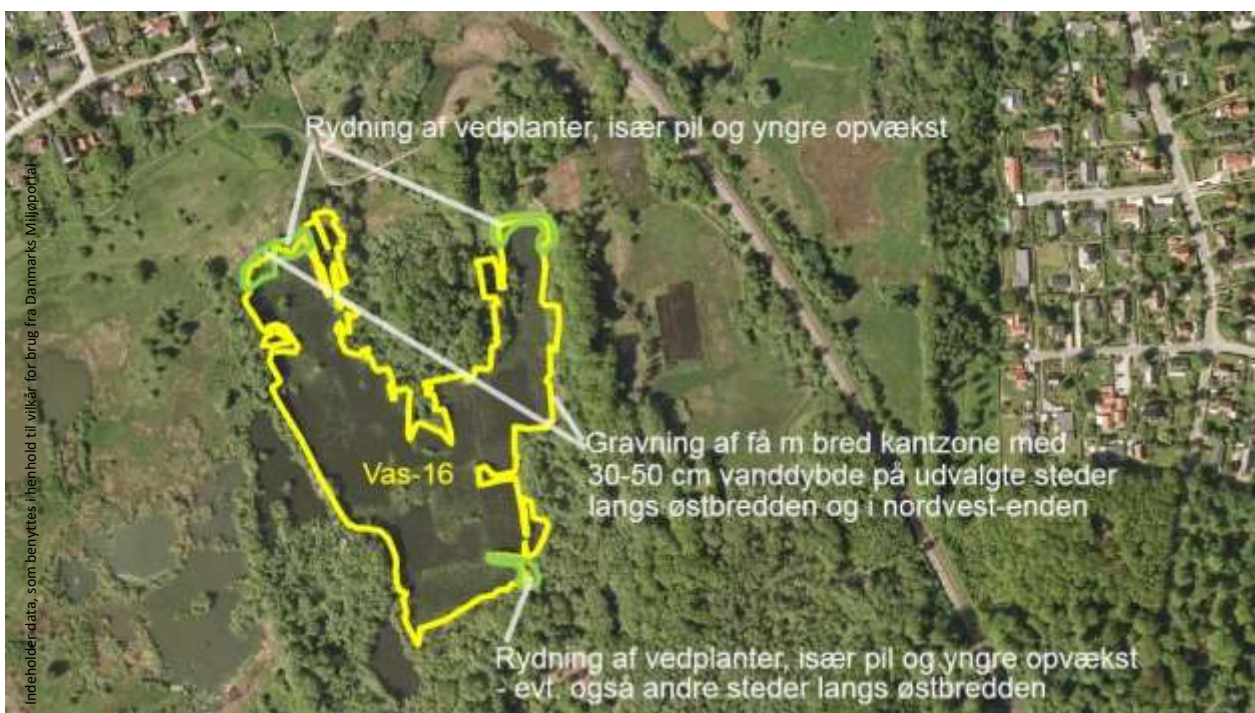 Rydning af vedplanter, især pil og yngre opvækst
Vas-16
Gravning af få m bred kantzone med
30-50 cm vanddybde på udvalgte steder
langs østbredden og i nordvest-enden
Rydning af vedplanter, især pil og yngre opvækst
- evt. også andre steder langs østbredden
Indeholder data, som benyttes i henhold til vilkår for brug fra Danmarks Miljøportal